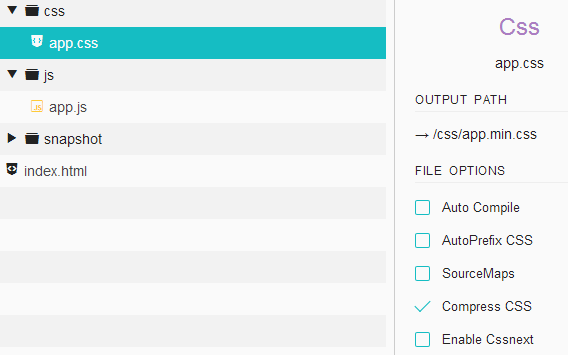 css
app.css
js
JS
app.js
snapshot
index.html
Css
app.css
OUTPUT PATH
→ /css/app.min.css
FILE OPTIONS
Auto Compile
AutoPrefix CSS
SourceMaps
Compress CSS
Enable Cssnext